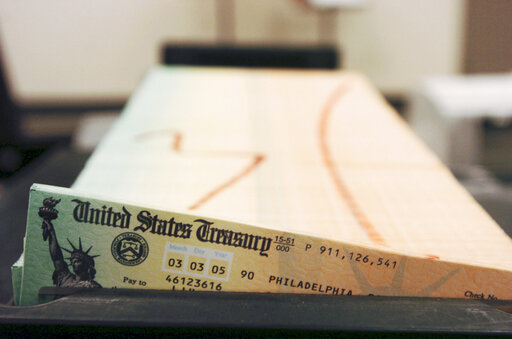 United States Treasury 15-51 000 P 911,126,541
Month Day Year
03 03 05 90 PHILADELPHIA
Pay to 46123616 Check No.